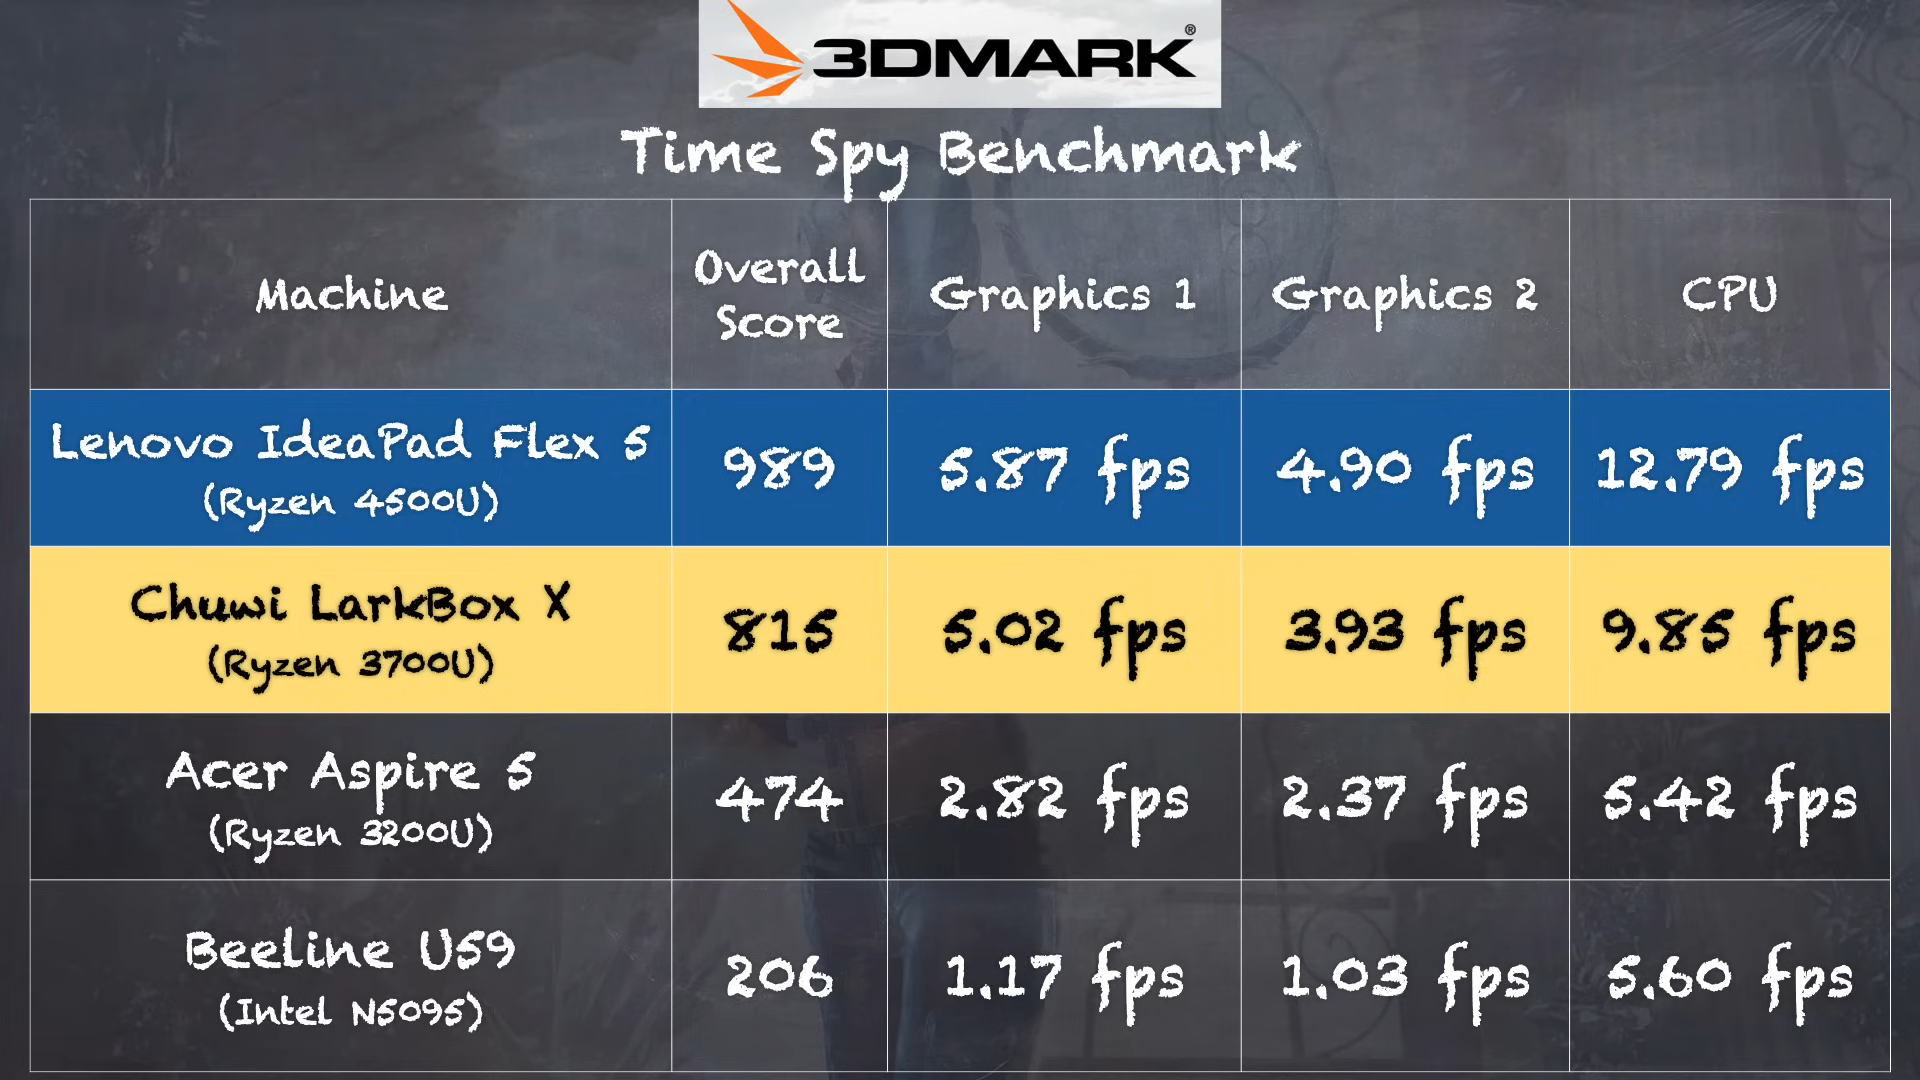 3DMARK®
Time Spy Benchmark
Machine
Overall
Score
Graphics 1
Graphics 2
CPU
Lenovo IdeaPad Flex 5
(Ryzen 4500U)
989
5.87 fps
4.90 fps
12.79 fps
Chuwi LarkBox X
(Ryzen 3700U)
815
5.02 fps
3.93 fps
9.85 fps
Acer Aspire 5
(Ryzen 3200U)
474
2.82 fps
2.37 fps
5.42 fps
Beeline U59
(Intel N5095)
206
1.17 fps
1.03 fps
5.60 fps